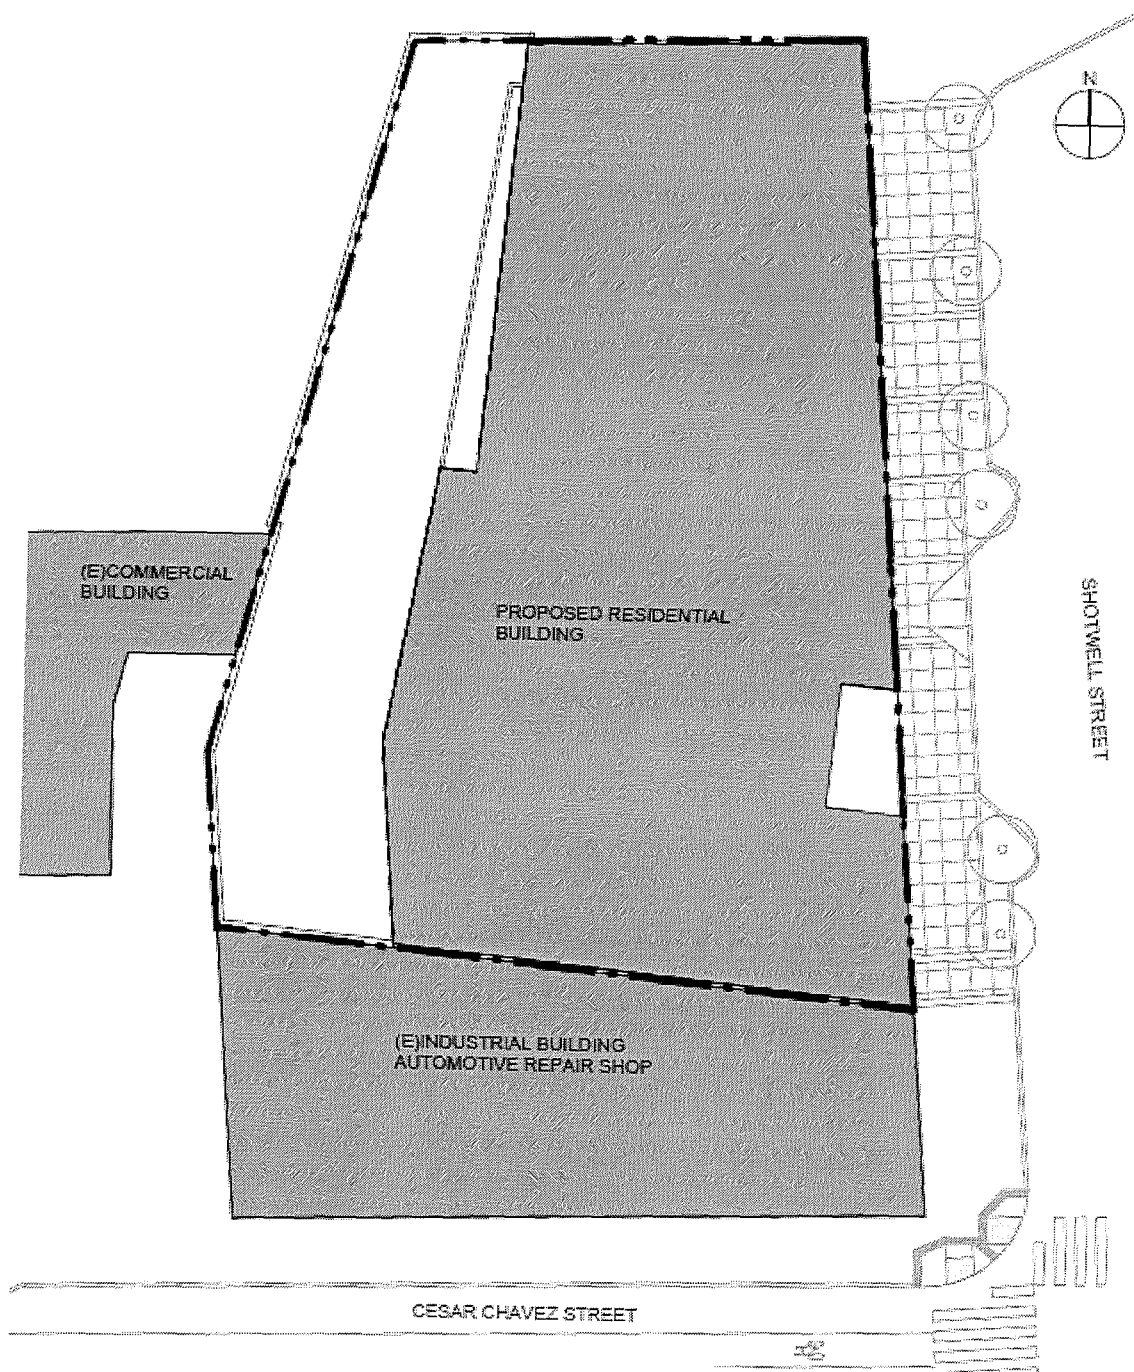 N
(E)COMMERCIAL
BUILDING
PROPOSED RESIDENTIAL
BUILDING
SHOTWELL STREET
(E)INDUSTRIAL BUILDING
AUTOMOTIVE REPAIR SHOP
CESAR CHAVEZ STREET